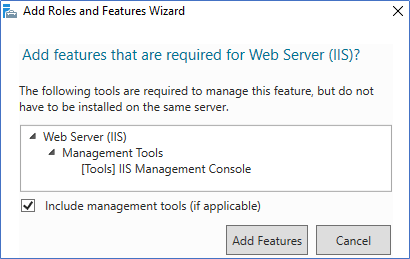 Add Roles and Features Wizard
Add features that are required for Web Server (IIS)?
The following tools are required to manage this feature, but do not
have to be installed on the same server.
Web Server (IIS)
Management Tools
[Tools] IIS Management Console
Include management tools (if applicable)
Add Features
Cancel